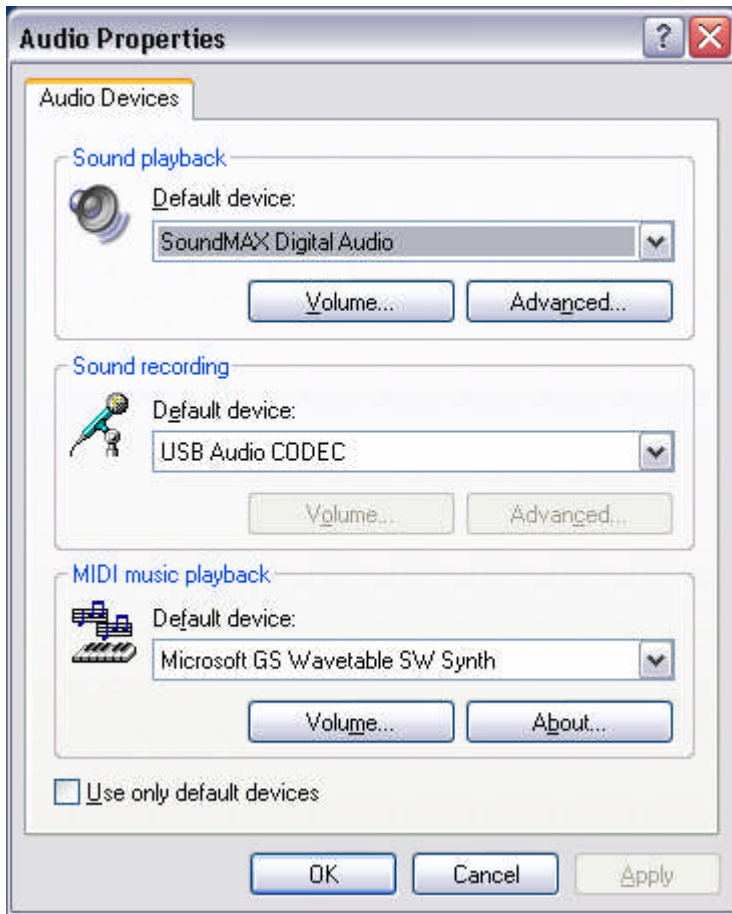 Audio Properties
Audio Devices
Sound playback
Default device:
SoundMAX Digital Audio
Volume... Advanced...
Sound recording
Default device:
USB Audio CODEC
Volume... Advanced...
MIDI music playback
Default device:
Microsoft GS Wavetable SW Synth
Volume... About...
Use only default devices
OK Cancel Apply